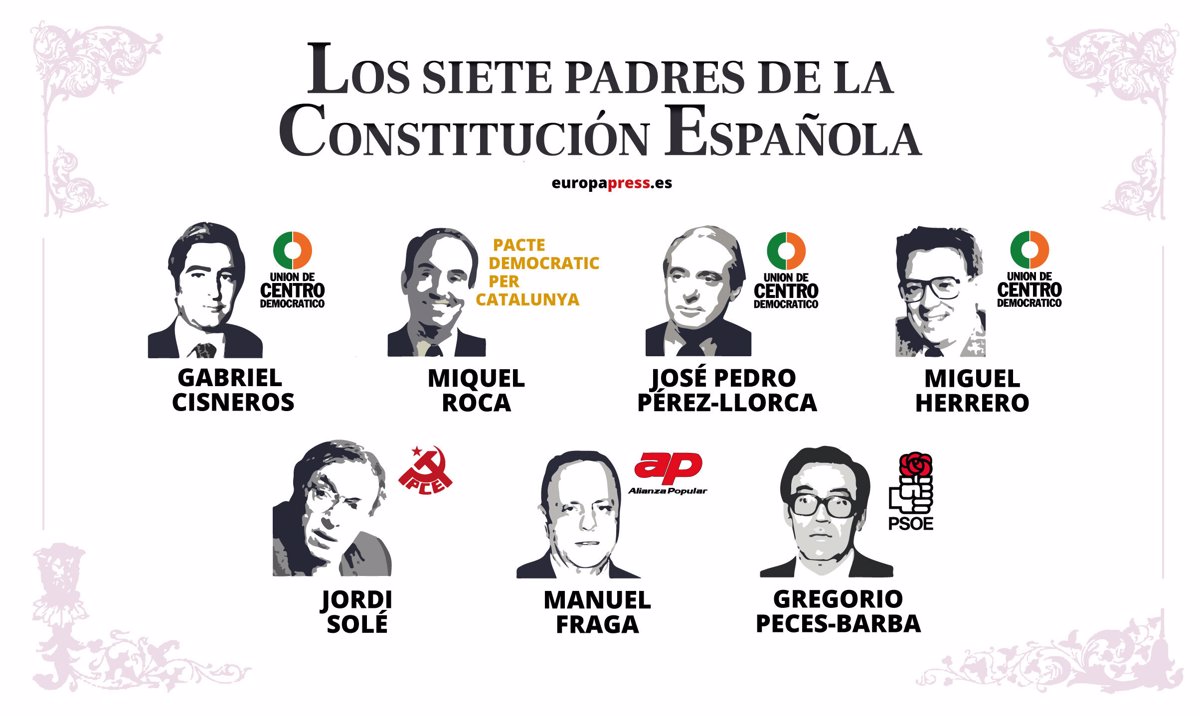 LOS SIETE PADRES DE LA
CONSTITUCIÓN ESPAÑOLA
europapress.es
UNION DE
CENTRO
DEMOCRATICO
GABRIEL
CISNEROS
PACTE
DEMOCRATIC
PER
CATALUNYA
MIQUEL
ROCA
UNION DE
CENTRO
DEMOCRATICO
JOSÉ PEDRO
PÉREZ-LLORCA
UNION DE
CENTRO
DEMOCRATICO
MIGUEL
HERRERO
PCE
JORDI
SOLÉ
ap
Alianza Popular
MANUEL
FRAGA
PSOE
GREGORIO
PECES-BARBA